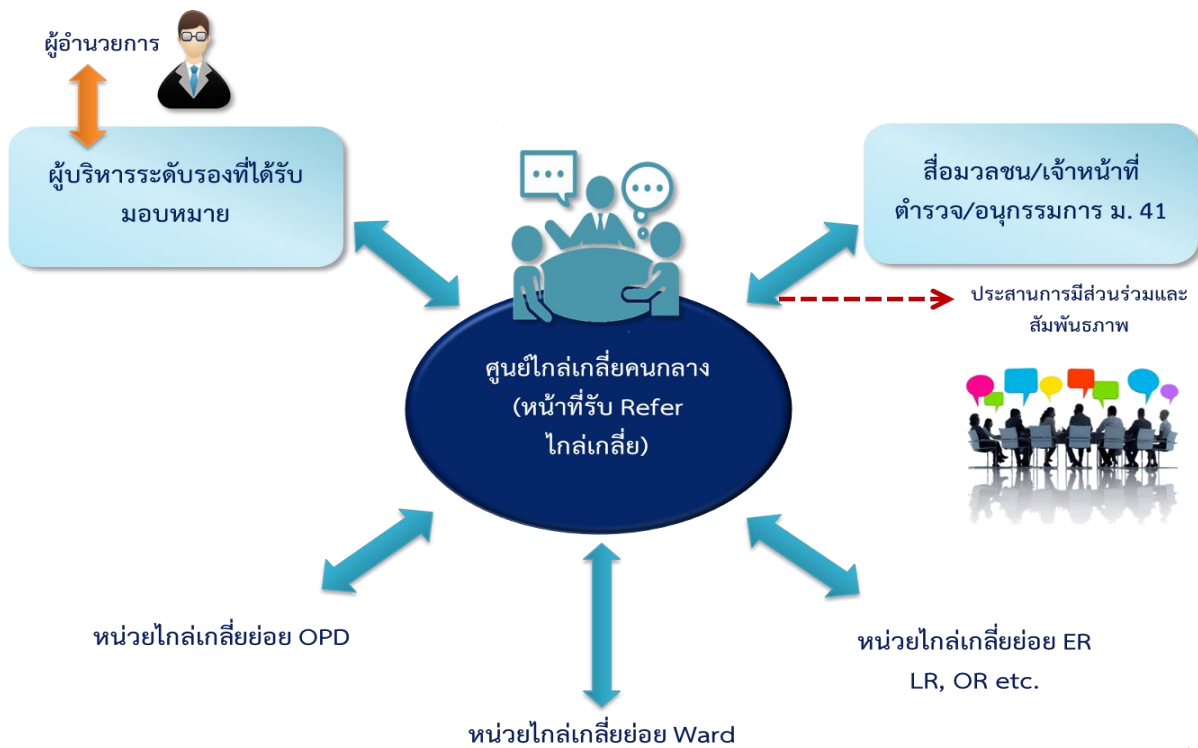 ผู้อำนวยการ
ผู้บริหารระดับรองที่ได้รับ
มอบหมาย
สื่อมวลชน/เจ้าหน้าที่
ตำรวจ/อนุกรรมการ ม. 41
ประสานการมีส่วนร่วมและ
สัมพันธภาพ
ศูนย์ไกล่เกลี่ยคนกลาง
(หน้าที่รับ Refer
ไกล่เกลี่ย)
หน่วยไกล่เกลี่ยย่อย OPD
หน่วยไกล่เกลี่ยย่อย ER
LR, OR etc.
หน่วยไกล่เกลี่ยย่อย Ward